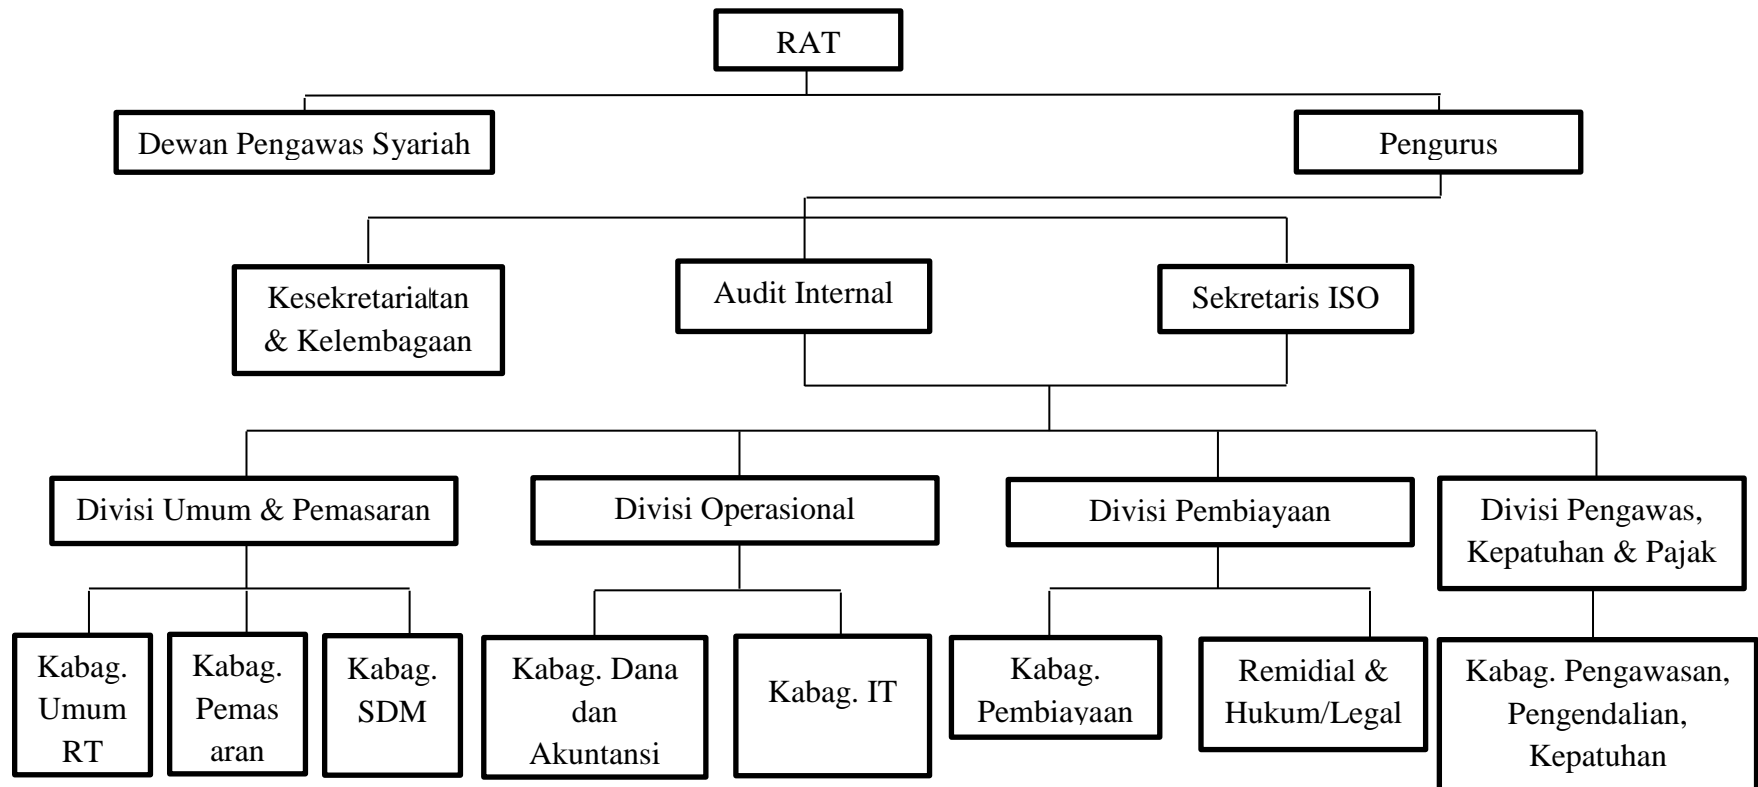 RAT
Dewan Pengawas Syariah
Pengurus
Kesekretariatan
& Kelembagaan
Audit Internal
Sekretaris ISO
Divisi Umum & Pemasaran
Divisi Operasional
Divisi Pembiayaan
Divisi Pengawas,
Kepatuhan & Pajak
Kabag.
Umum
RT
Kabag.
Pemas
aran
Kabag.
SDM
Kabag. Dana
dan
Akuntansi
Kabag. IT
Kabag.
Pembiayaan
Remidial &
Hukum/Legal
Kabag. Pengawasan,
Pengendalian,
Kepatuhan